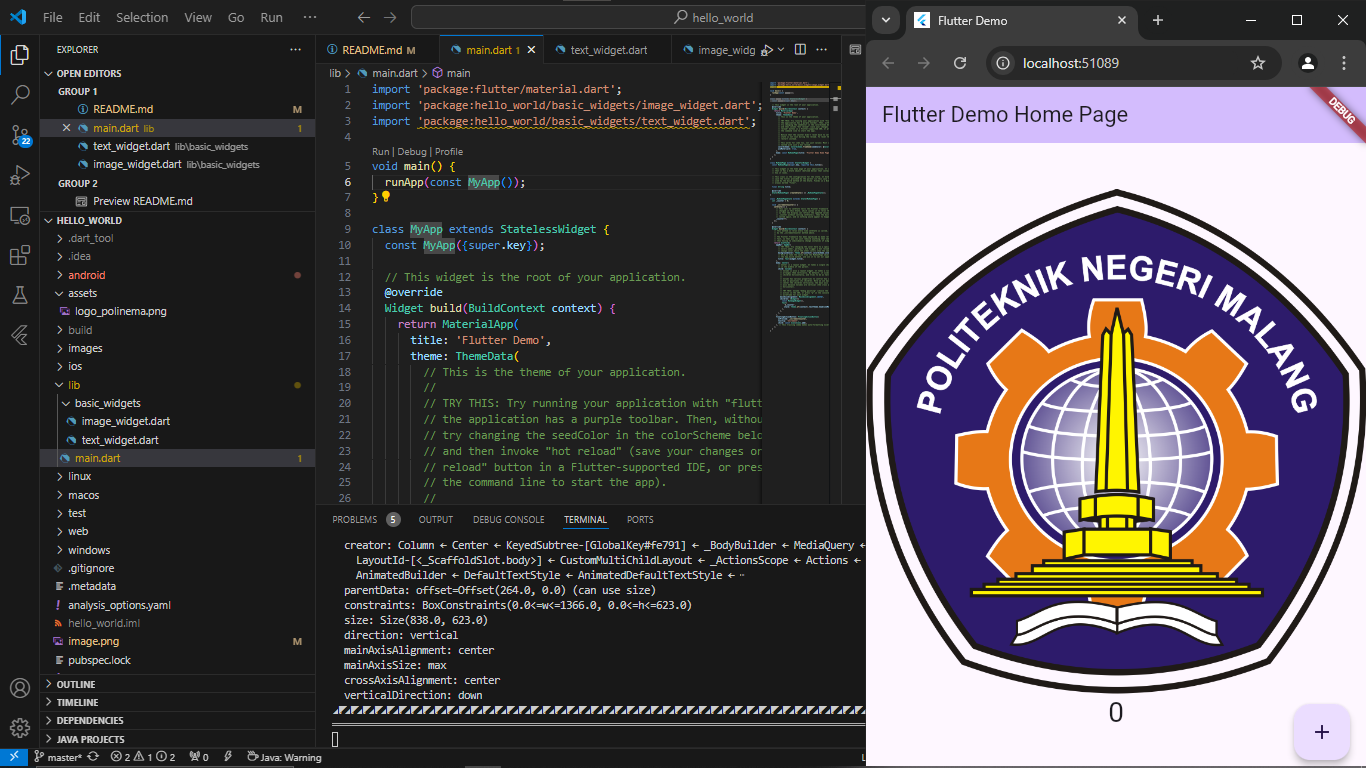 File Edit Selection View Go Run ··· hello_world
EXPLORER
OPEN EDITORS
GROUP 1
README.md M
main.dart lib 1
text_widget.dart lib\basic_widgets
image_widget.dart lib\basic_widgets
GROUP 2
Preview README.md
HELLO_WORLD
.dart_tool
.idea
android
assets
logo_polinema.png
build
images
ios
lib
basic_widgets
image_widget.dart
text_widget.dart
main.dart 1
linux
macos
test
web
windows
.gitignore
.metadata
analysis_options.yaml
hello_world.iml
image.png M
pubspec.lock
OUTLINE
TIMELINE
DEPENDENCIES
JAVA PROJECTS
22
README.md M main.dart 1 text_widget.dart image_widg
lib > main.dart > main
1 import 'package:flutter/material.dart';
2 import 'package:hello_world/basic_widgets/image_widget.dart';
3 import 'package:hello_world/basic_widgets/text_widget.dart';
4
Run | Debug | Profile
5 void main() {
6 runApp(const MyApp());
7 }
8
9 class MyApp extends StatelessWidget {
10 const MyApp({super.key});
11
12 // This widget is the root of your application.
13 @override
14 Widget build(BuildContext context) {
15 return MaterialApp(
16 title: 'Flutter Demo',
17 theme: ThemeData(
18 // This is the theme of your application.
19 //
20 // TRY THIS: Try running your application with "flutt
21 // the application has a purple toolbar. Then, withou
22 // try changing the seedColor in the colorScheme belo
23 // and then invoke "hot reload" (save your changes or
24 // reload" button in a Flutter-supported IDE, or pres
25 // the command line to start the app).
26 //
PROBLEMS 5 OUTPUT DEBUG CONSOLE TERMINAL PORTS
creator: Column ← Center ← KeyedSubtree-[GlobalKey#fe791] ← _BodyBuilder ← MediaQuery ←
LayoutId-[<_ScaffoldSlot.body>] ← CustomMultiChildLayout ← _ActionsScope ← Actions ←
AnimatedBuilder ← DefaultTextStyle ← AnimatedDefaultTextStyle ← ⋯
parentData: offset=Offset(264.0, 0.0) (can use size)
constraints: BoxConstraints(0.0<=w<=1366.0, 0.0<=h<=623.0)
size: Size(838.0, 623.0)
direction: vertical
mainAxisAlignment: center
mainAxisSize: max
crossAxisAlignment: center
verticalDirection: down
master* 2 1 2 0 Java: Warning
Flutter Demo
localhost:51089
Flutter Demo Home Page
DEBUG
POLITEKNIK NEGERI MALANG
0
+